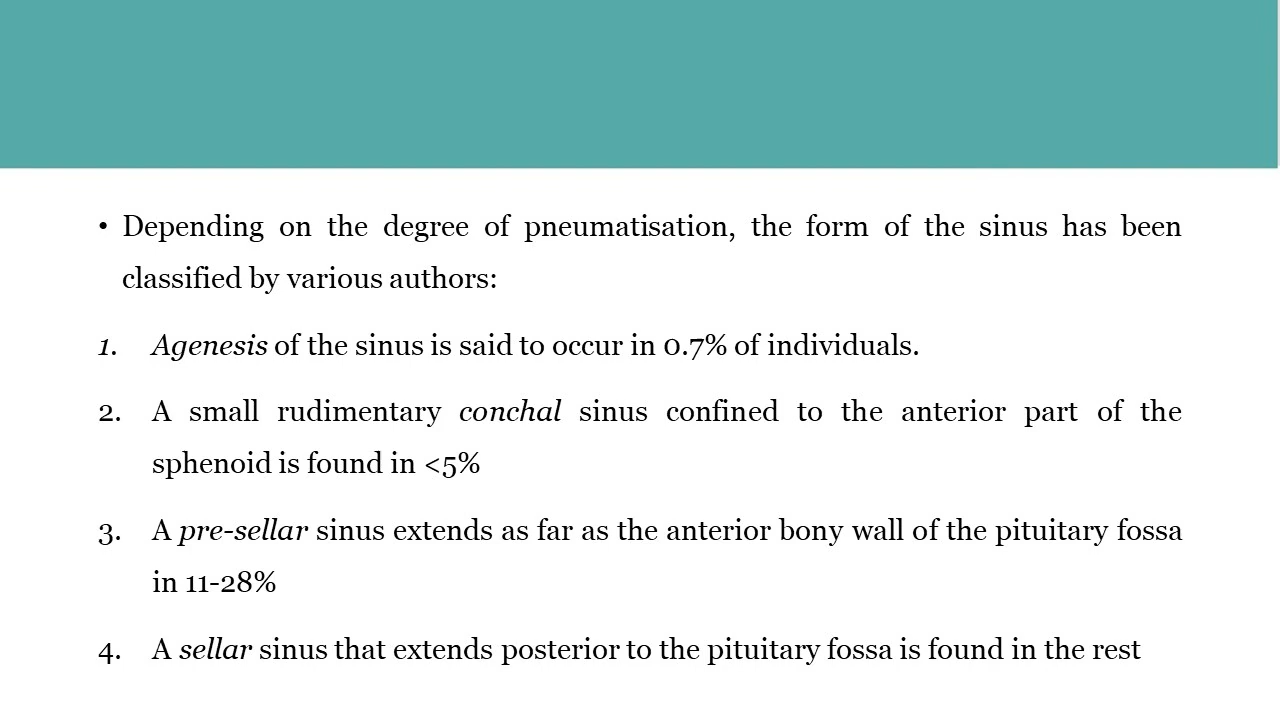 • Depending on the degree of pneumatisation, the form of the sinus has been
classified by various authors:
1. Agenesis of the sinus is said to occur in 0.7% of individuals.
2. A small rudimentary conchal sinus confined to the anterior part of the
sphenoid is found in <5%
3. A pre-sellar sinus extends as far as the anterior bony wall of the pituitary fossa
in 11-28%
4. A sellar sinus that extends posterior to the pituitary fossa is found in the rest